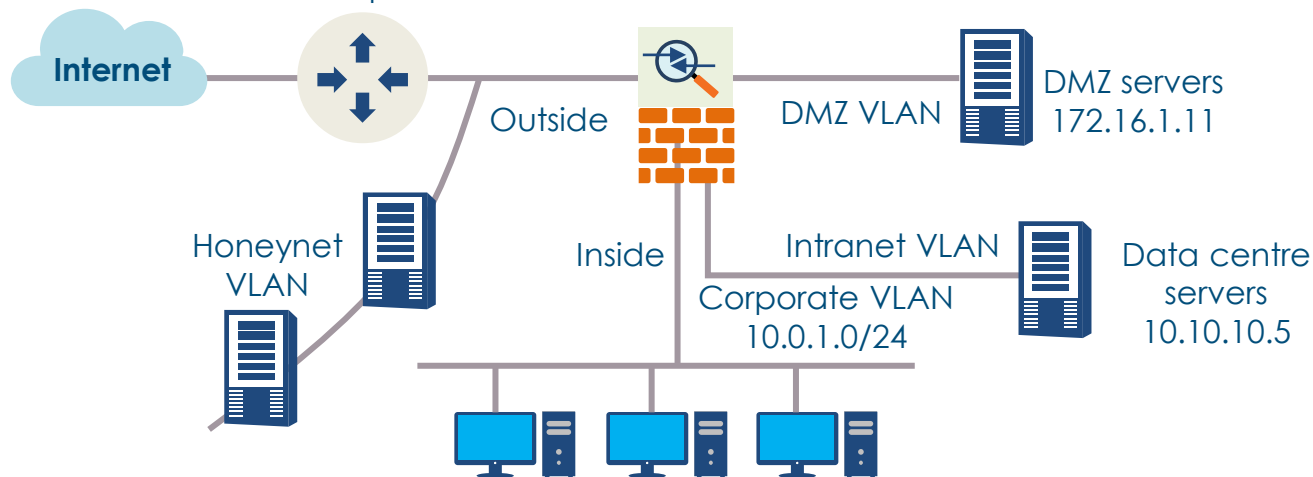 Internet
Outside
DMZ VLAN
DMZ servers
172.16.1.11
Honeynet
VLAN
Inside
Intranet VLAN
Corporate VLAN
10.0.1.0/24
Data centre
servers
10.10.10.5